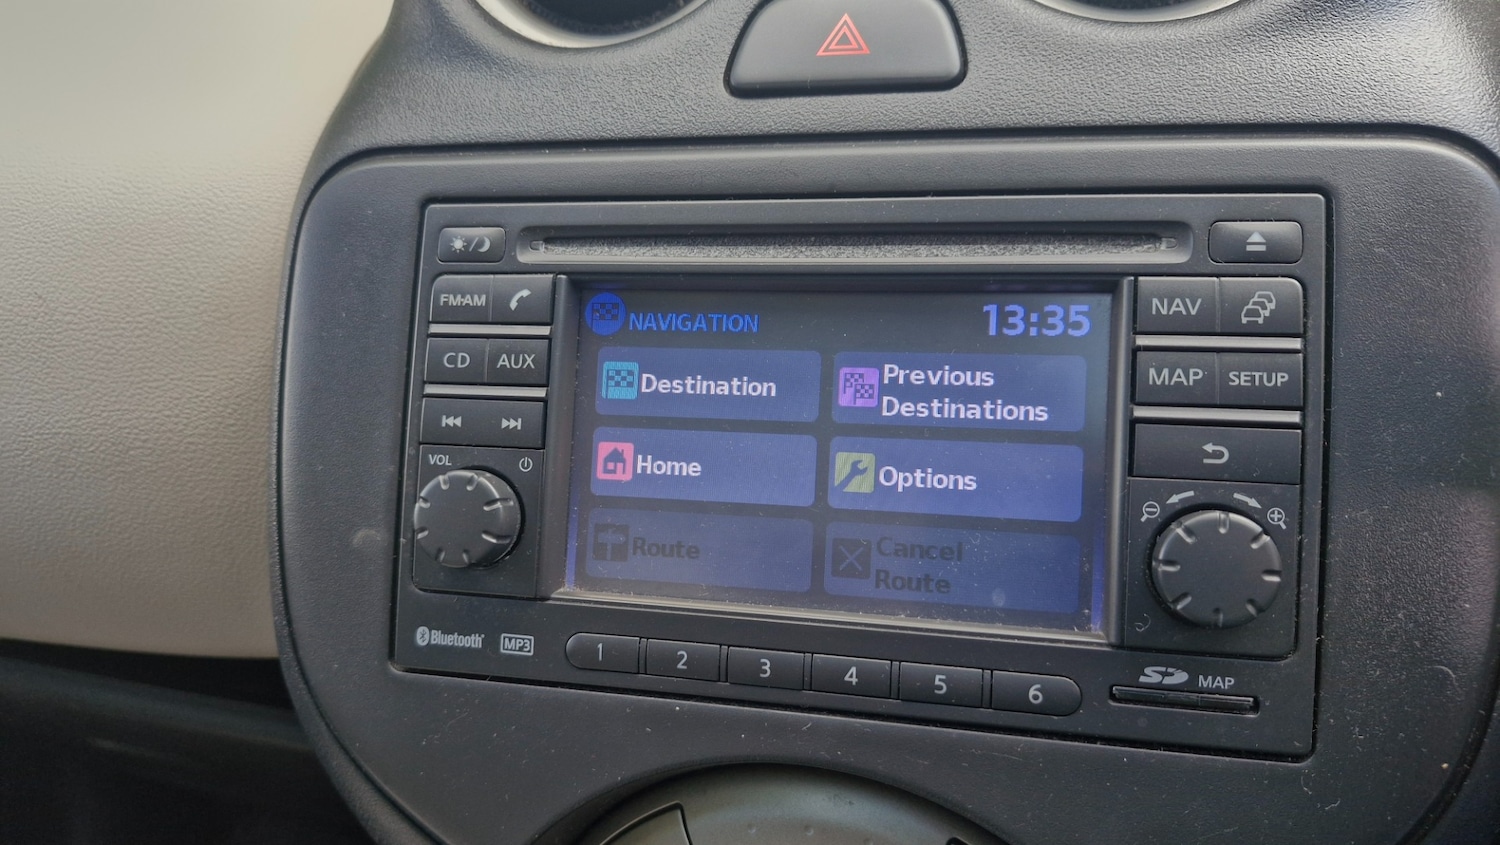 FM·AM
CD AUX
VOL
NAVIGATION 13:35
Destination
Previous
Destinations
Home
Options
Route
Cancel
Route
NAV
MAP SETUP
Bluetooth MP3
1 2 3 4 5 6
SD MAP